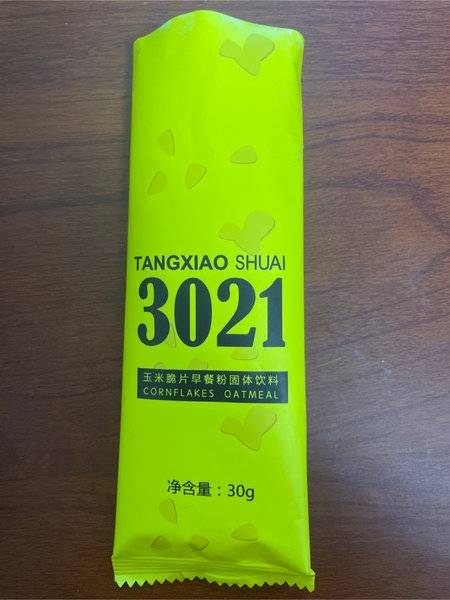 TANGXIAO SHUAI
3021
玉米脆片早餐粉固体饮料
CORNFLAKES OATMEAL
净含量：30g